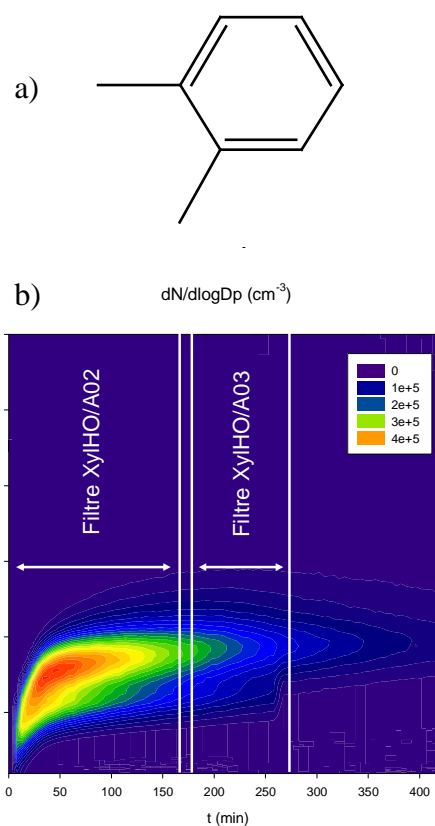 a)
b)
dN/dlogDp (cm-3)
Filtre XylHO/A02
Filtre XylHO/A03
0
1e+5
2e+5
3e+5
4e+5
0 50 100 150 200 250 300 350 400
t (min)